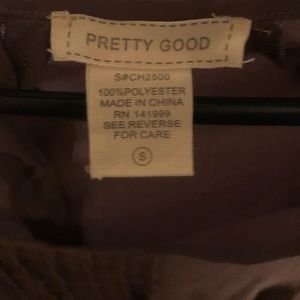 PRETTY GOOD
S#CH2500
100%POLYESTER
MADE IN CHINA
RN 141999
SEE REVERSE
FOR CARE
S